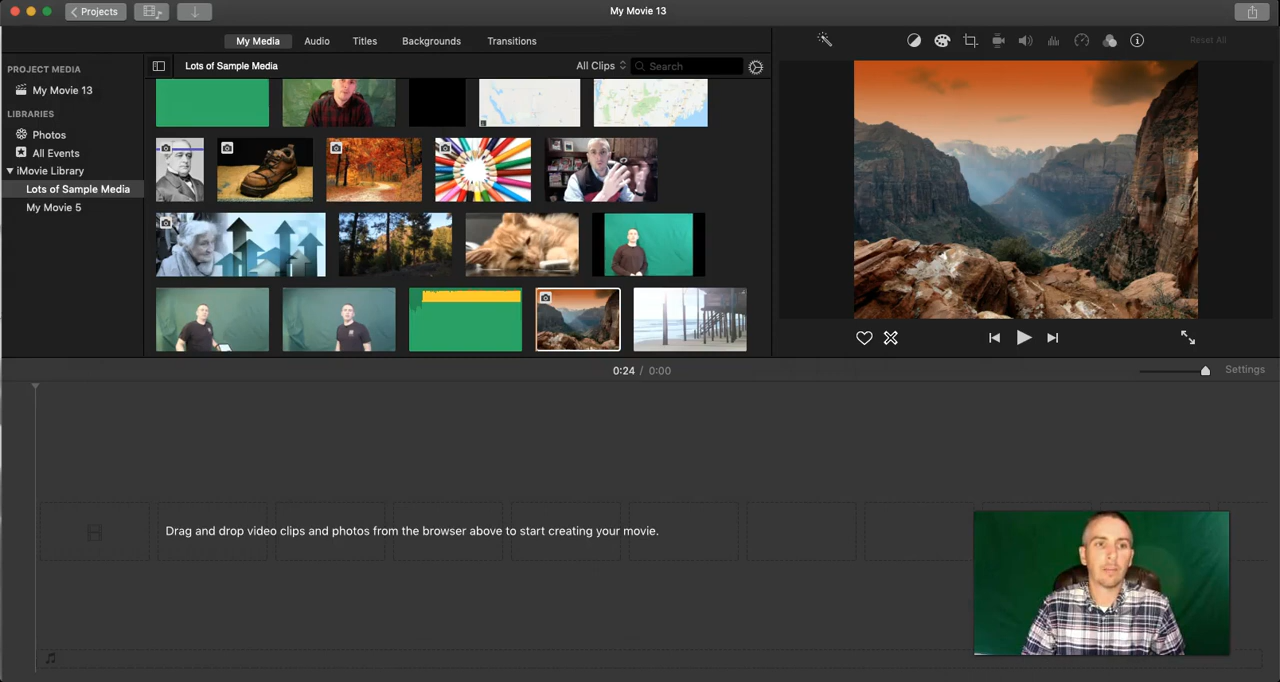 Projects
My Movie 13
My Media Audio Titles Backgrounds Transitions
Reset All
PROJECT MEDIA
My Movie 13
LIBRARIES
Photos
All Events
iMovie Library
Lots of Sample Media
My Movie 5
Lots of Sample Media
All Clips
Search
0:24 / 0:00
Settings
Drag and drop video clips and photos from the browser above to start creating your movie.